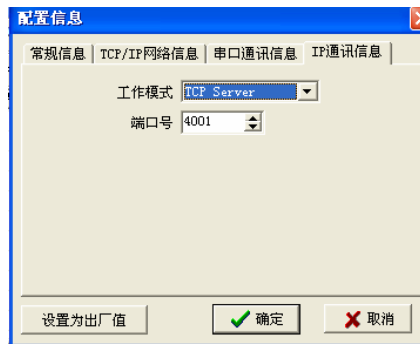 配置信息
常规信息 TCP/IP网络信息 串口通讯信息 IP通讯信息
工作模式 TCP Server
端口号 4001
设置为出厂值 确定 取消